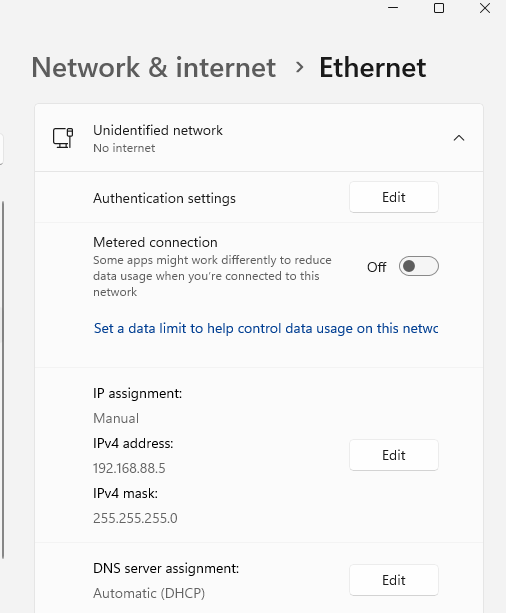 Network & internet > Ethernet
Unidentified network
No internet
Authentication settings
Edit
Metered connection
Some apps might work differently to reduce
data usage when you're connected to this
network
Off
Set a data limit to help control data usage on this netwc
IP assignment:
Manual
IPv4 address:
192.168.88.5
IPv4 mask:
255.255.255.0
Edit
DNS server assignment:
Automatic (DHCP)
Edit